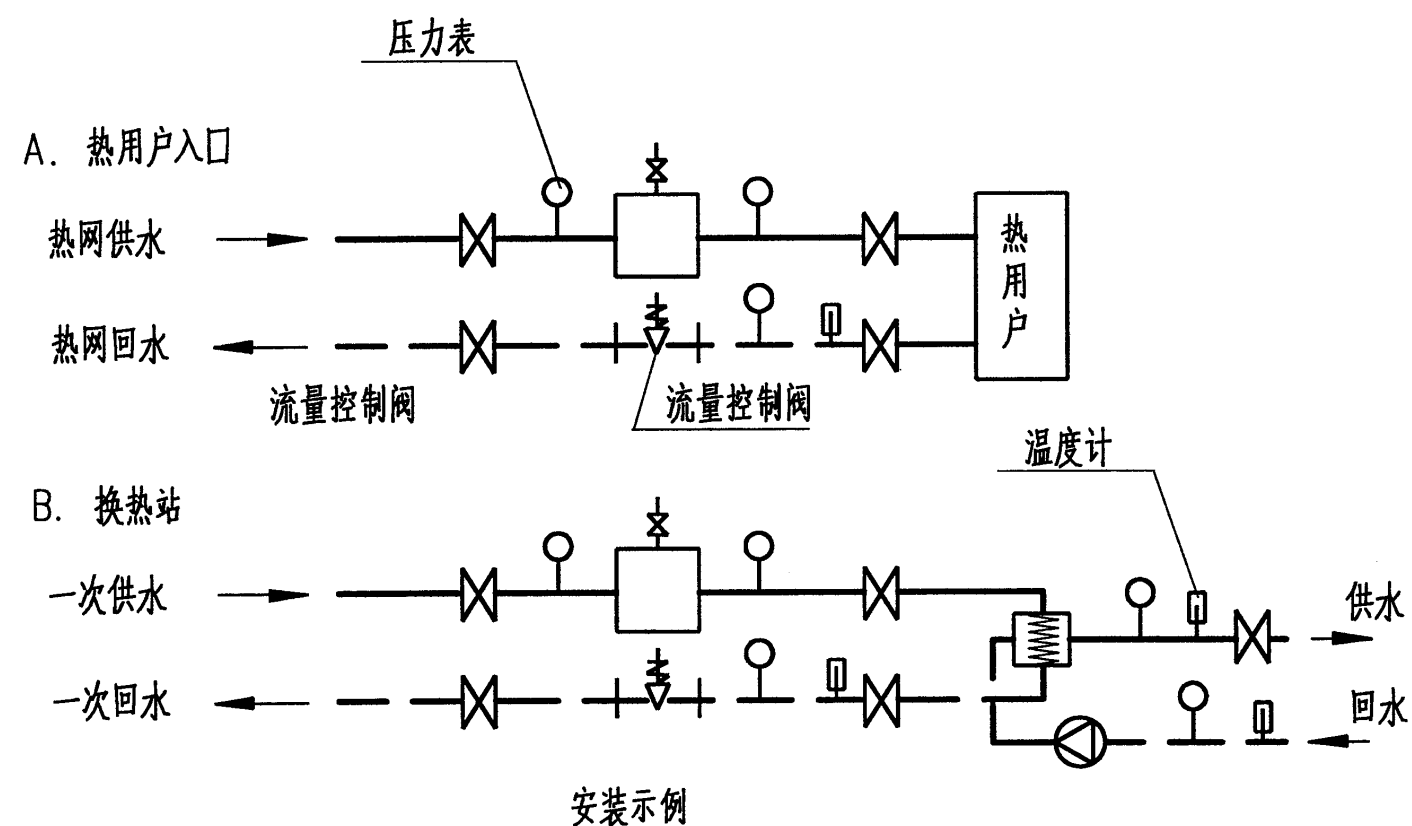 压力表
A. 热用户入口
热网供水
热用户
热网回水
流量控制阀
流量控制阀
温度计
B. 换热站
一次供水
供水
一次回水
回水
安装示例